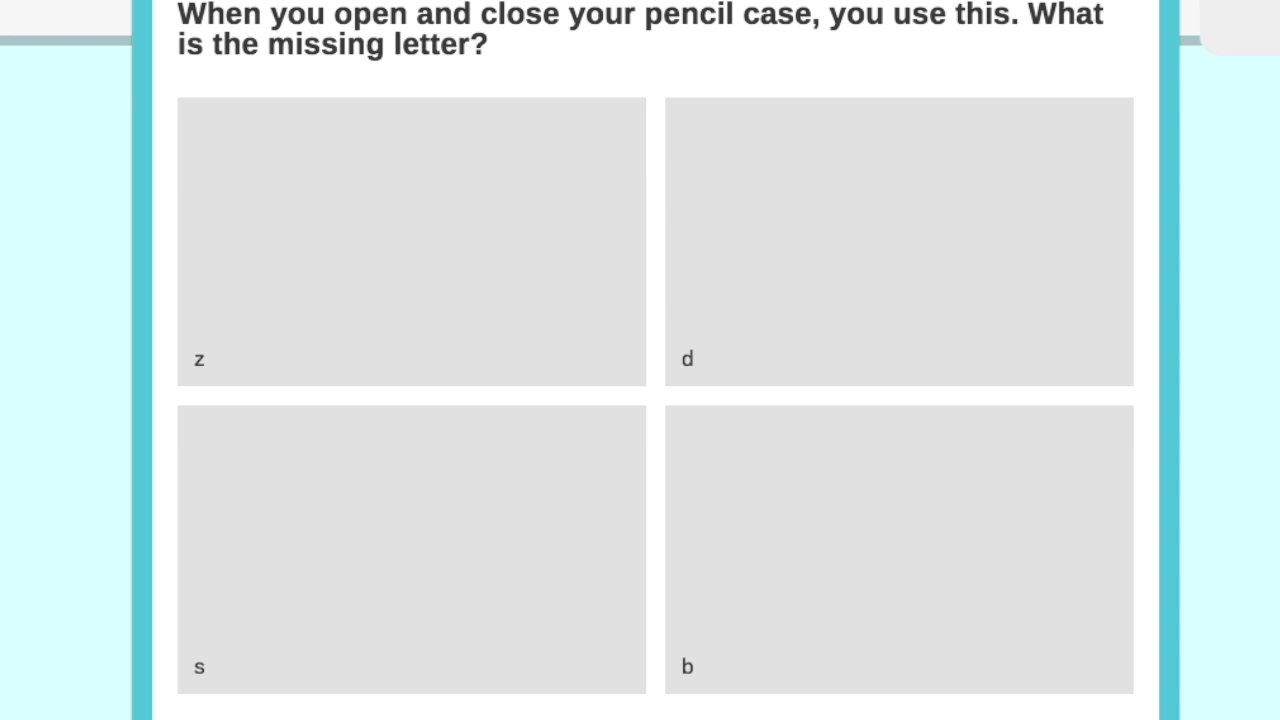 When you open and close your pencil case, you use this. What
is the missing letter?
z
d
s
b